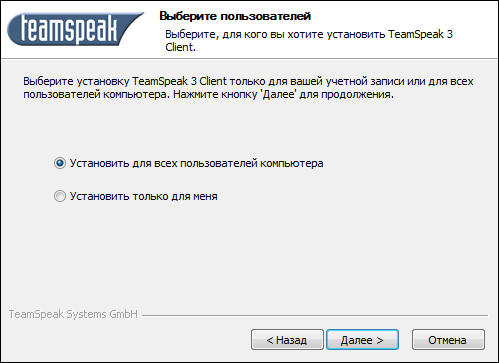 teamspeak
Выберите пользователей
Выберите, для кого вы хотите установить TeamSpeak 3
Client.
Выберите установку TeamSpeak 3 Client только для вашей учетной записи или для всех
пользователей компьютера. Нажмите кнопку 'Далее' для продолжения.
Установить для всех пользователей компьютера
Установить только для меня
TeamSpeak Systems GmbH
< Назад
Далее >
Отмена